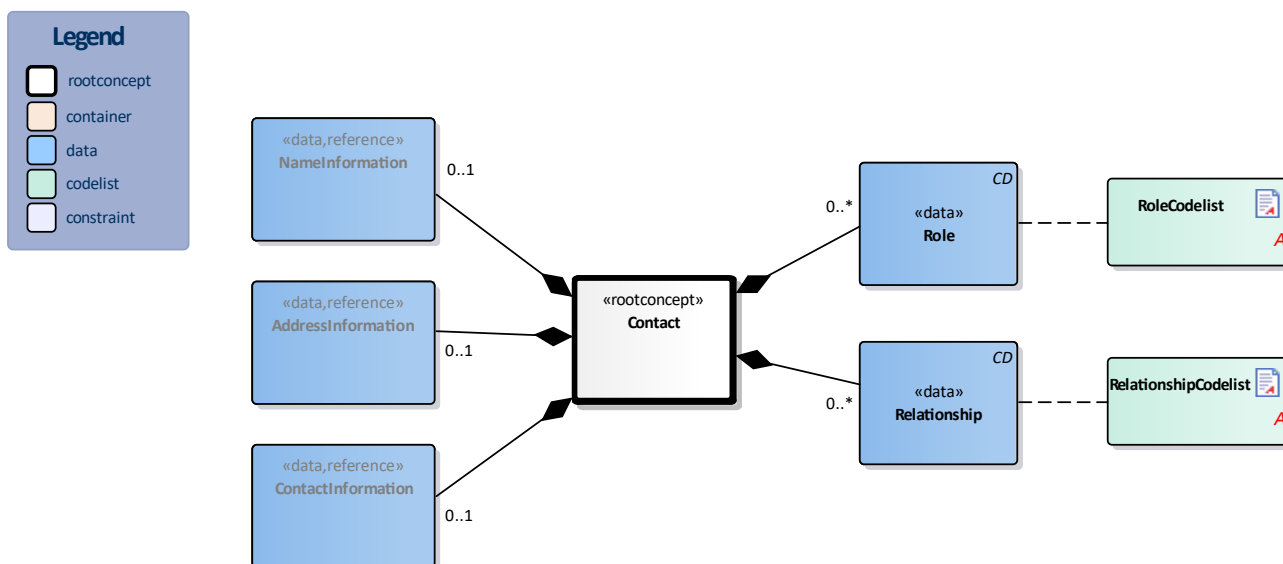 Legend
rootconcept
container
data
codelist
constraint
«data,reference»
NameInformation
0..1
«data,reference»
AddressInformation
0..1
«data,reference»
ContactInformation
0..1
«rootconcept»
Contact
0..*
CD
«data»
Role
RoleCodelist
A
0..*
CD
«data»
Relationship
RelationshipCodelist
A